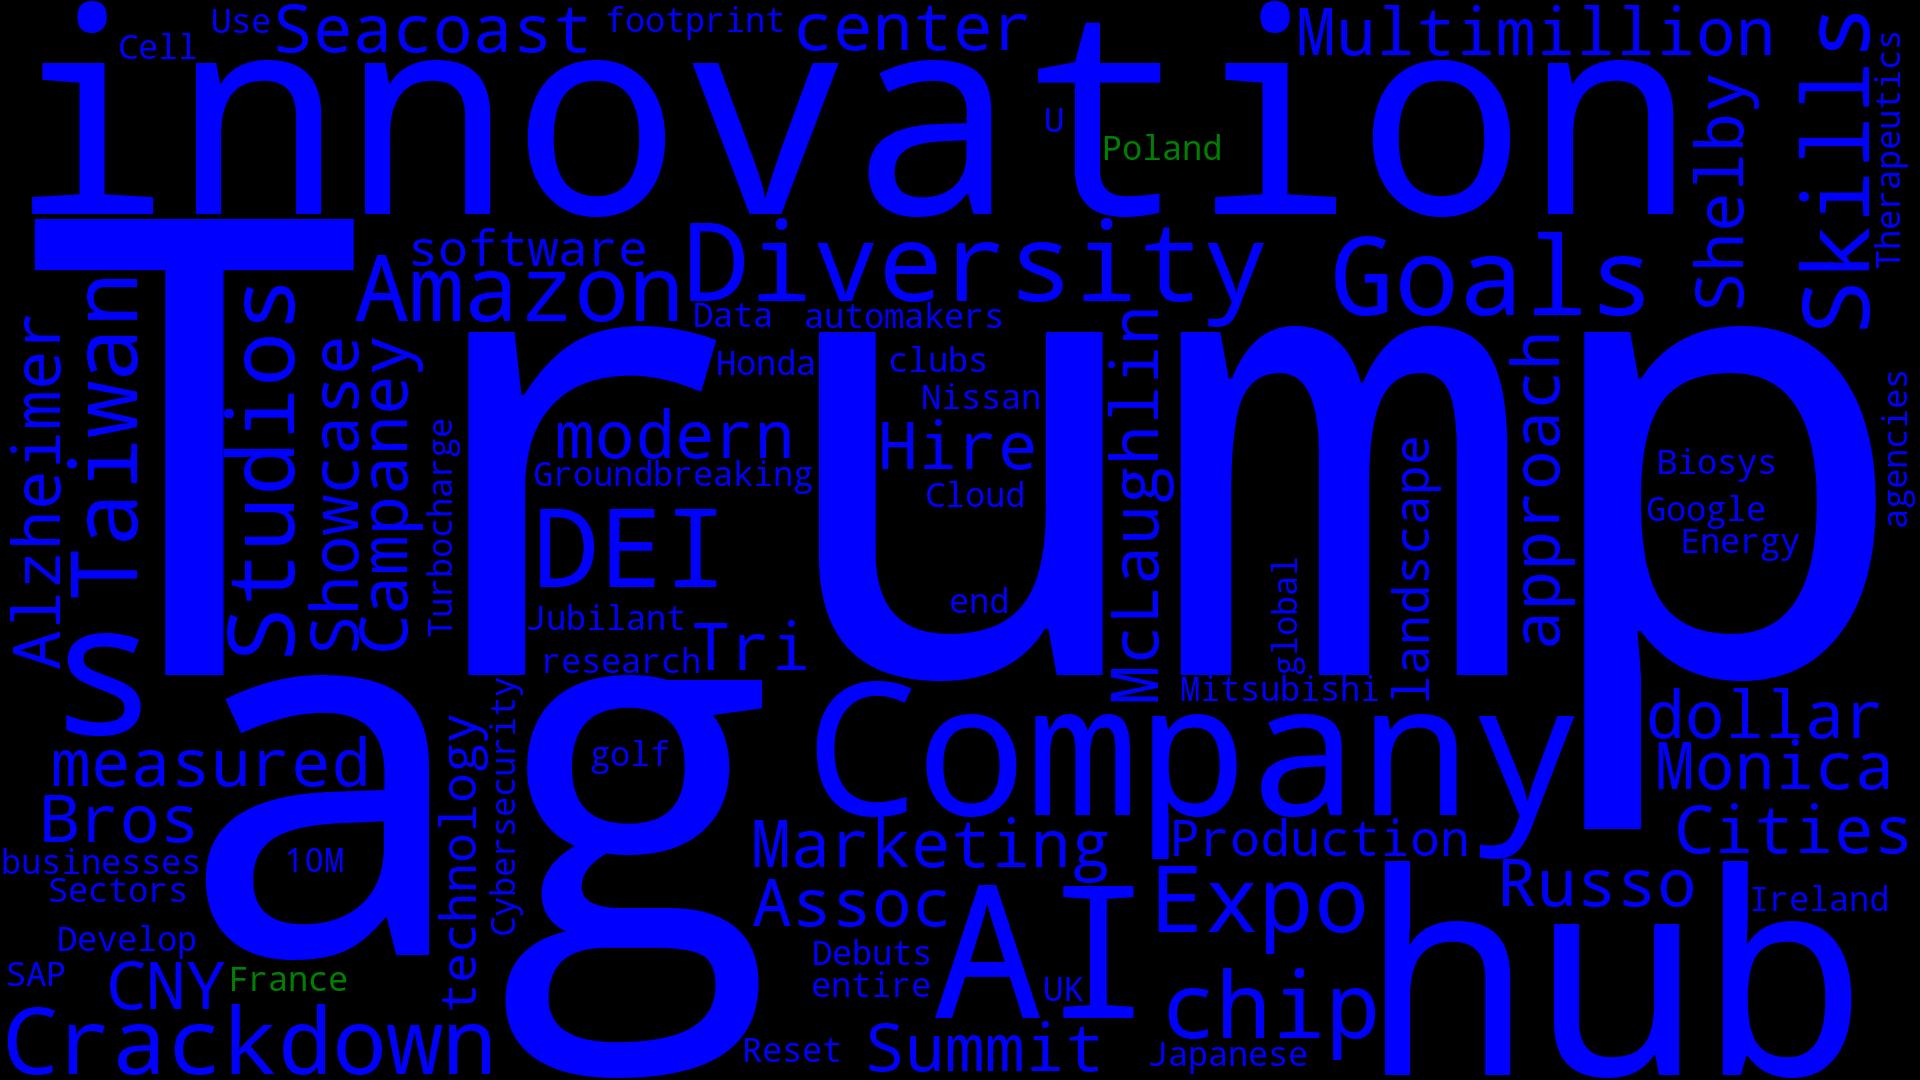 innovation
Cell
Use
Seacoast
footprint
center
Multimillion
Skills
Therapeutics
Shelby
U
Poland
Trump
software
Amazon
Diversity
Goals
Data
automakers
Honda
clubs
Nissan
Alzheimer
Taiwan
Studios
Showcase
Campaney
Turbocharge
modern
Groundbreaking
Hire
Cloud
McLaughlin
landscape
approach
agencies
Biosys
Google
Energy
DEI
end
global
Jubilant
research
Tri
Mitsubishi
s
ag
Company
dollar
Monica
Cities
measured
Bros
businesses
Sectors
10M
golf
technology
Cybersecurity
Marketing
Production
Assoc
AI
Expo
Russo
hub
Ireland
Develop
SAP
CNY
France
Debuts
entire
UK
chip
Crackdown
Reset
Summit
Japanese